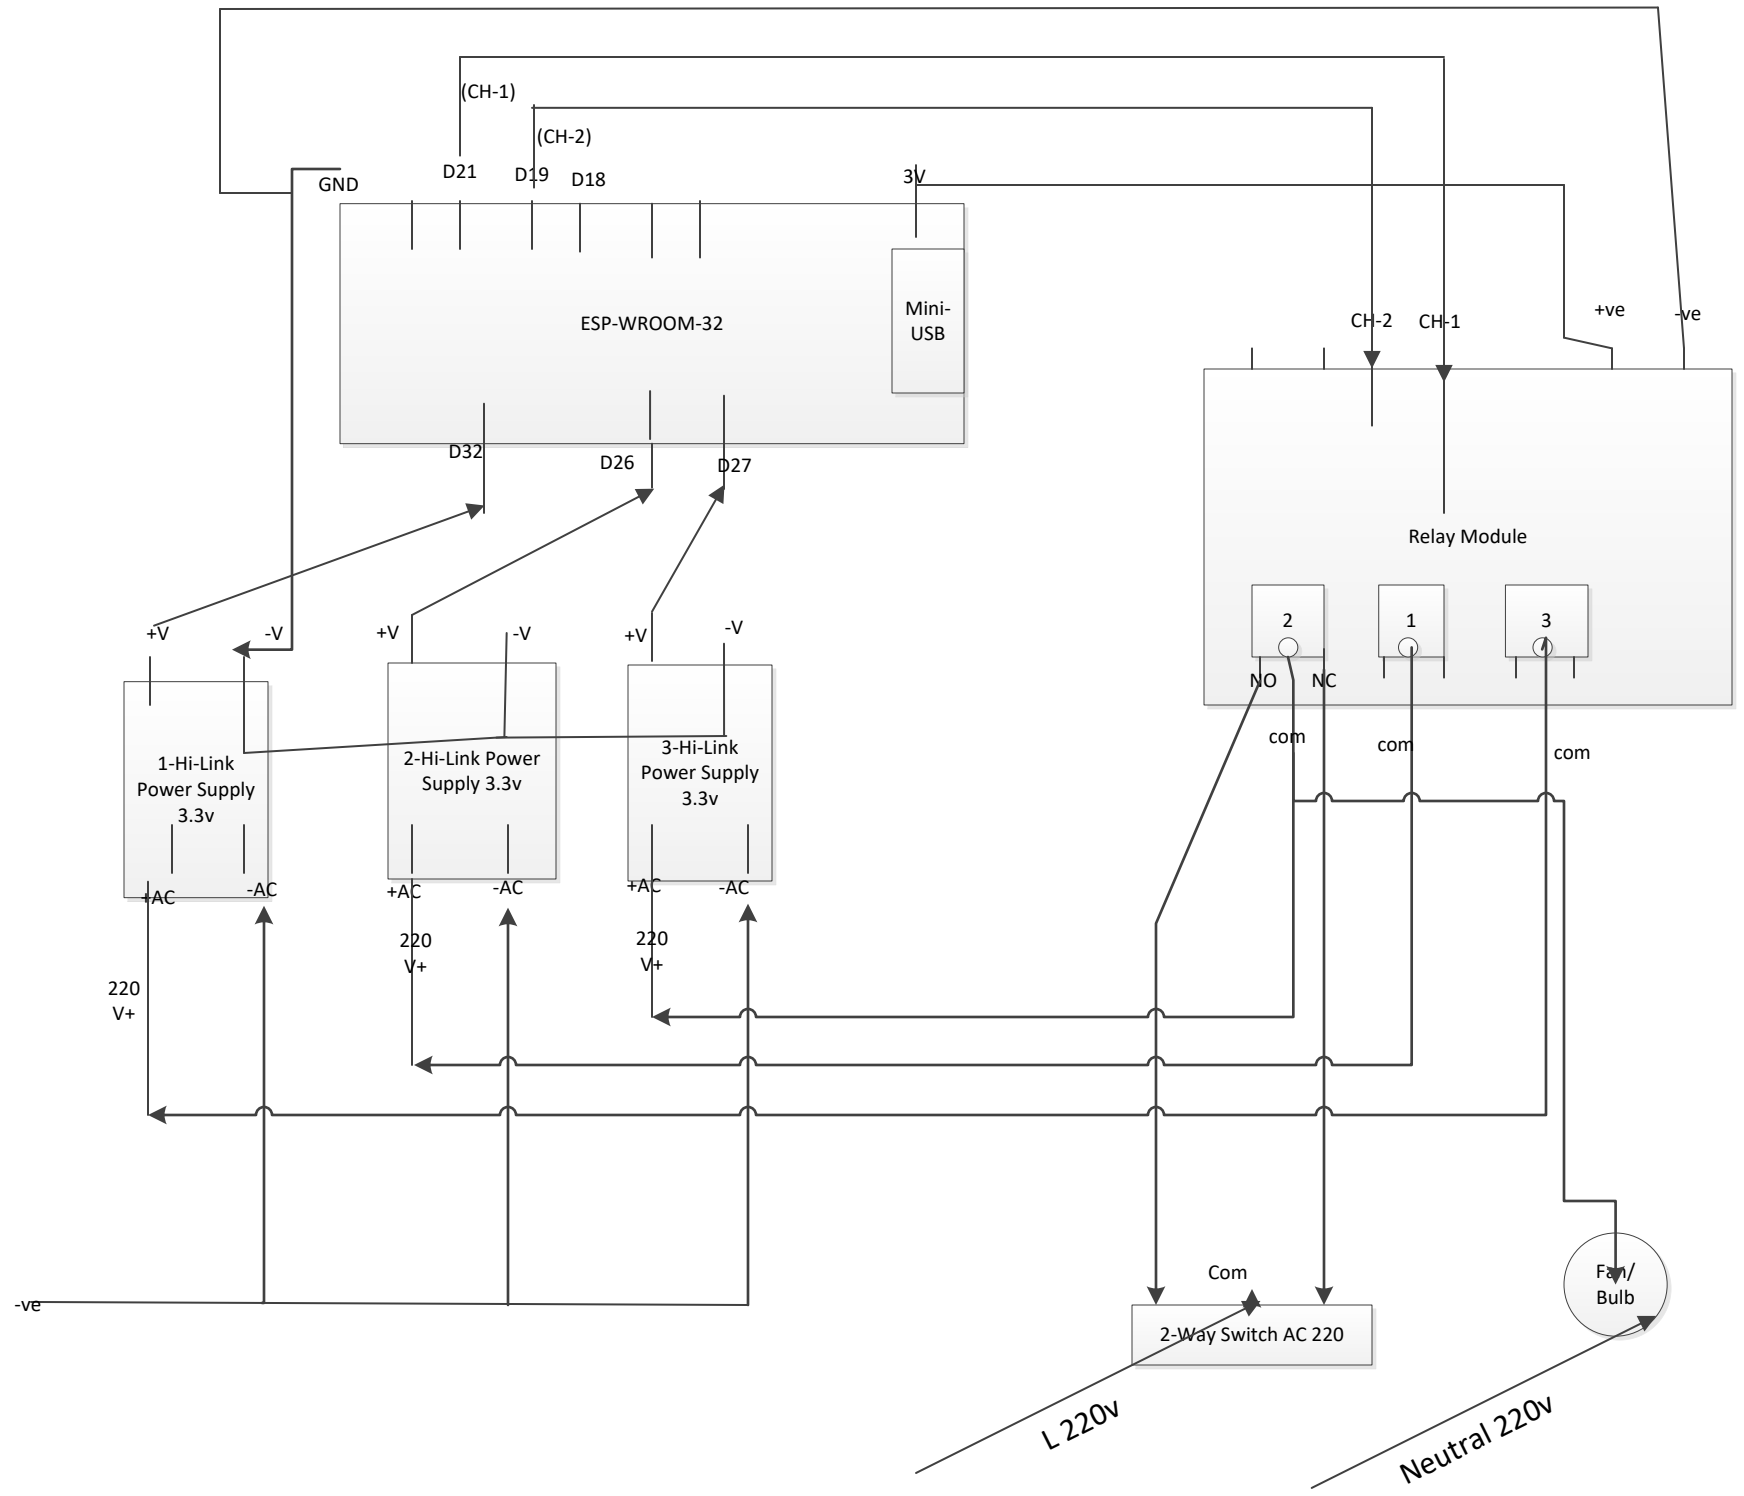 (CH-1)
(CH-2)
GND
D21
D19
D18
3V
ESP-WROOM-32
Mini-
USB
CH-2
CH-1
+ve
-ve
D32
D26
D27
Relay Module
2
1
3
NO
NC
com
com
com
+V
-V
+V
-V
+V
-V
1-Hi-Link
Power Supply
3.3v
2-Hi-Link Power
Supply 3.3v
3-Hi-Link
Power Supply
3.3v
+AC
-AC
+AC
-AC
+AC
-AC
220
V+
220
V+
220
V+
-ve
Com
2-Way Switch AC 220
Fan/
Bulb
L 220v
Neutral 220v